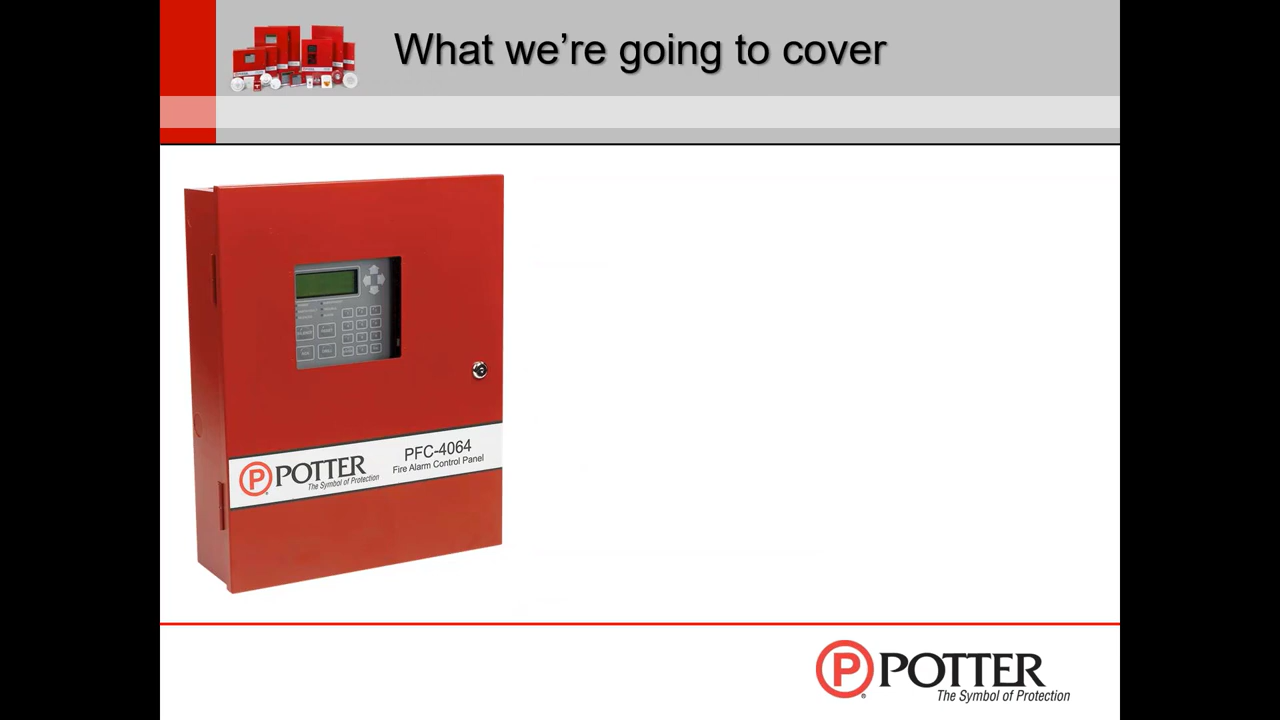 What we're going to cover
PFC-4064
Fire Alarm Control Panel
P POTTER
The Symbol of Protection
P POTTER
The Symbol of Protection